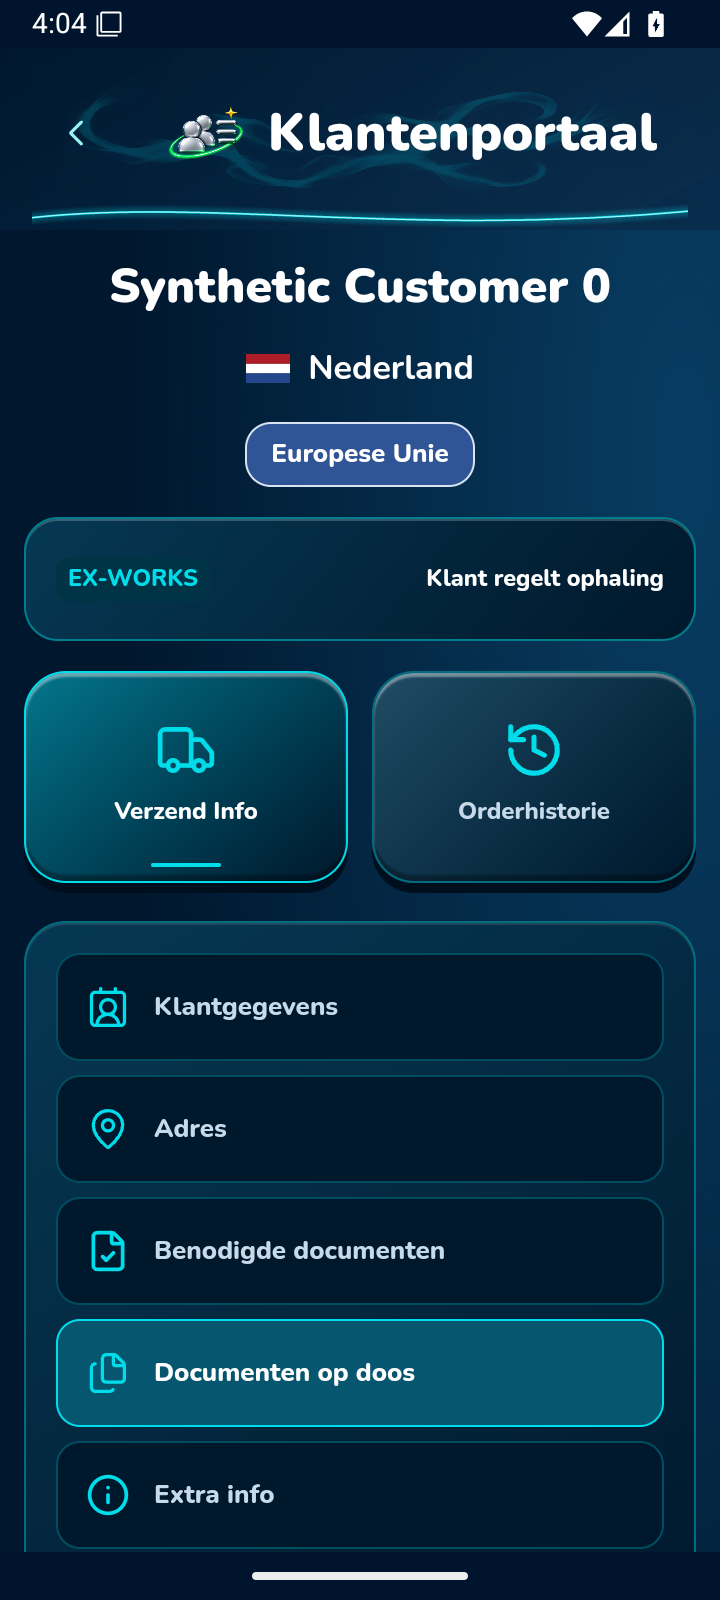 4:04
Klantenportaal
Synthetic Customer 0
Nederland
Europese Unie
EX-WORKS
Klant regelt ophaling
Verzend Info
Orderhistorie
Klantgegevens
Adres
Benodigde documenten
Documenten op doos
Extra info